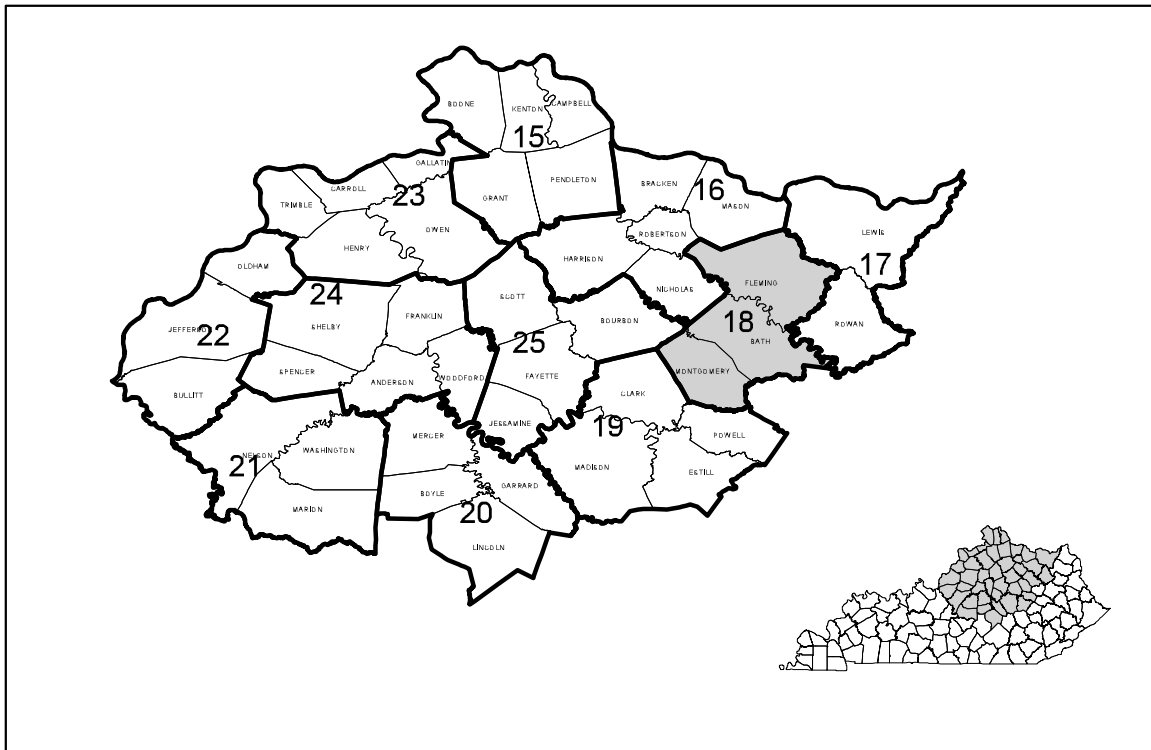 BOONE
KENTON
CAMPBELL
15
GALLATIN
PENDLETON
CARROLL
23
GRANT
BRACKEN
16
TRIMBLE
MASON
OWEN
ROBERTSON
LEWIS
HENRY
HARRISON
17
OLDHAM
NICHOLAS
FLEMING
24
SCOTT
FRANKLIN
BOURBON
18
ROWAN
JEFFERSON
22
SHELBY
25
BATH
SPENCER
ANDERSON
WOODFORD
FAYETTE
MONTGOMERY
BULLITT
CLARK
JESSAMINE
19
MERCER
POWELL
NELSON
WASHINGTON
21
MADISON
ESTILL
GARRARD
BOYLE
MARION
20
LINCOLN